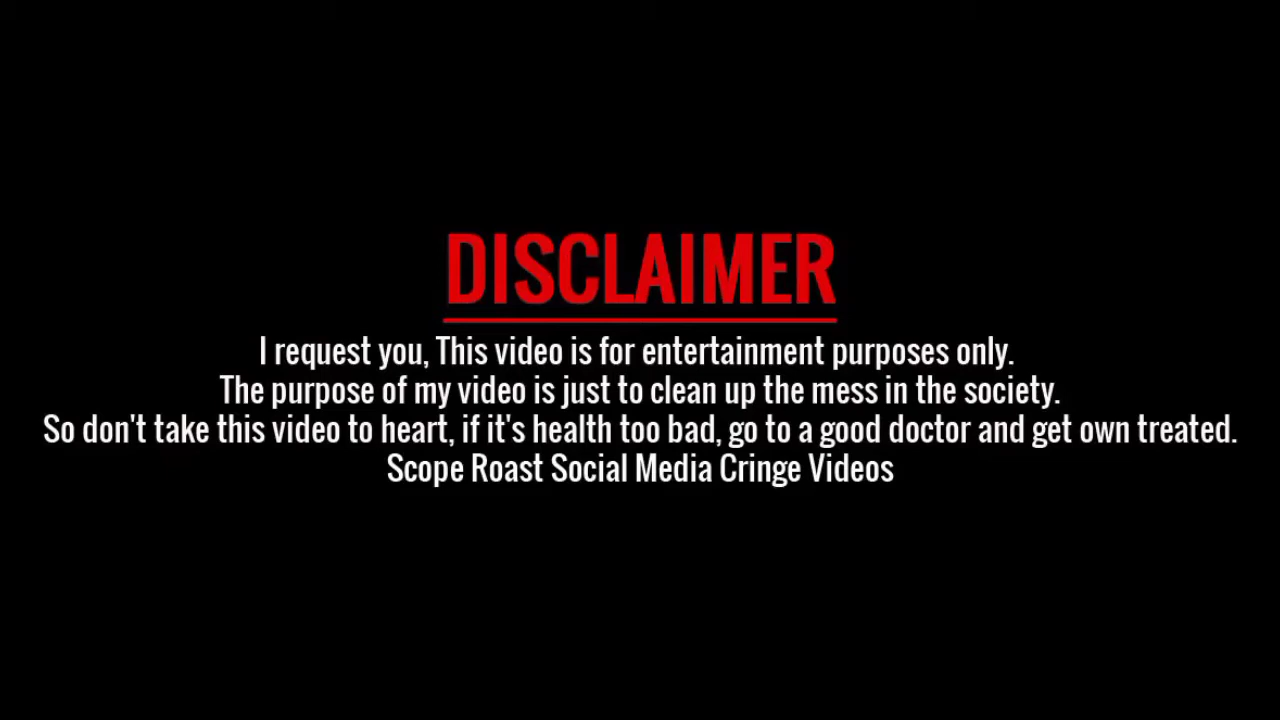 DISCLAIMER
I request you, This video is for entertainment purposes only.
The purpose of my video is just to clean up the mess in the society.
So don't take this video to heart, if it's health too bad, go to a good doctor and get own treated.
Scope Roast Social Media Cringe Videos